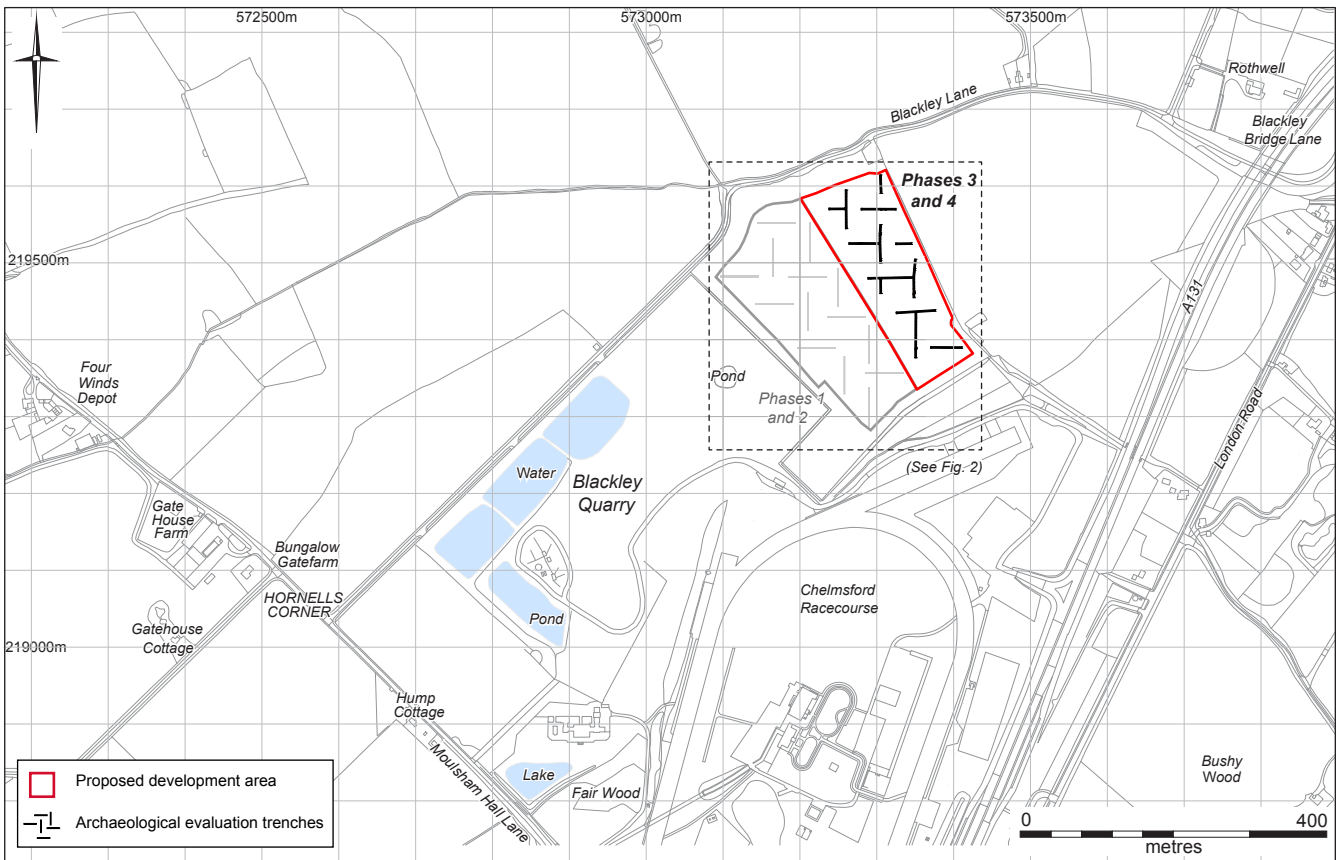 572500m
573000m
573500m
Rothwell
Blackley Lane
Blackley
Bridge Lane
Phases 3
and 4
219500m
A131
Four
Winds
Depot
Pond
Phases 1
and 2
London Road
(See Fig. 2)
Water
Blackley
Quarry
Gate
House
Farm
Bungalow
Gatefarm
HORNELLS
CORNER
Chelmsford
Racecourse
Gatehouse
Cottage
Pond
219000m
Hump
Cottage
Moulsham Hall Lane
Lake
Fair Wood
Bushy
Wood
Proposed development area
Archaeological evaluation trenches
0
400
metres